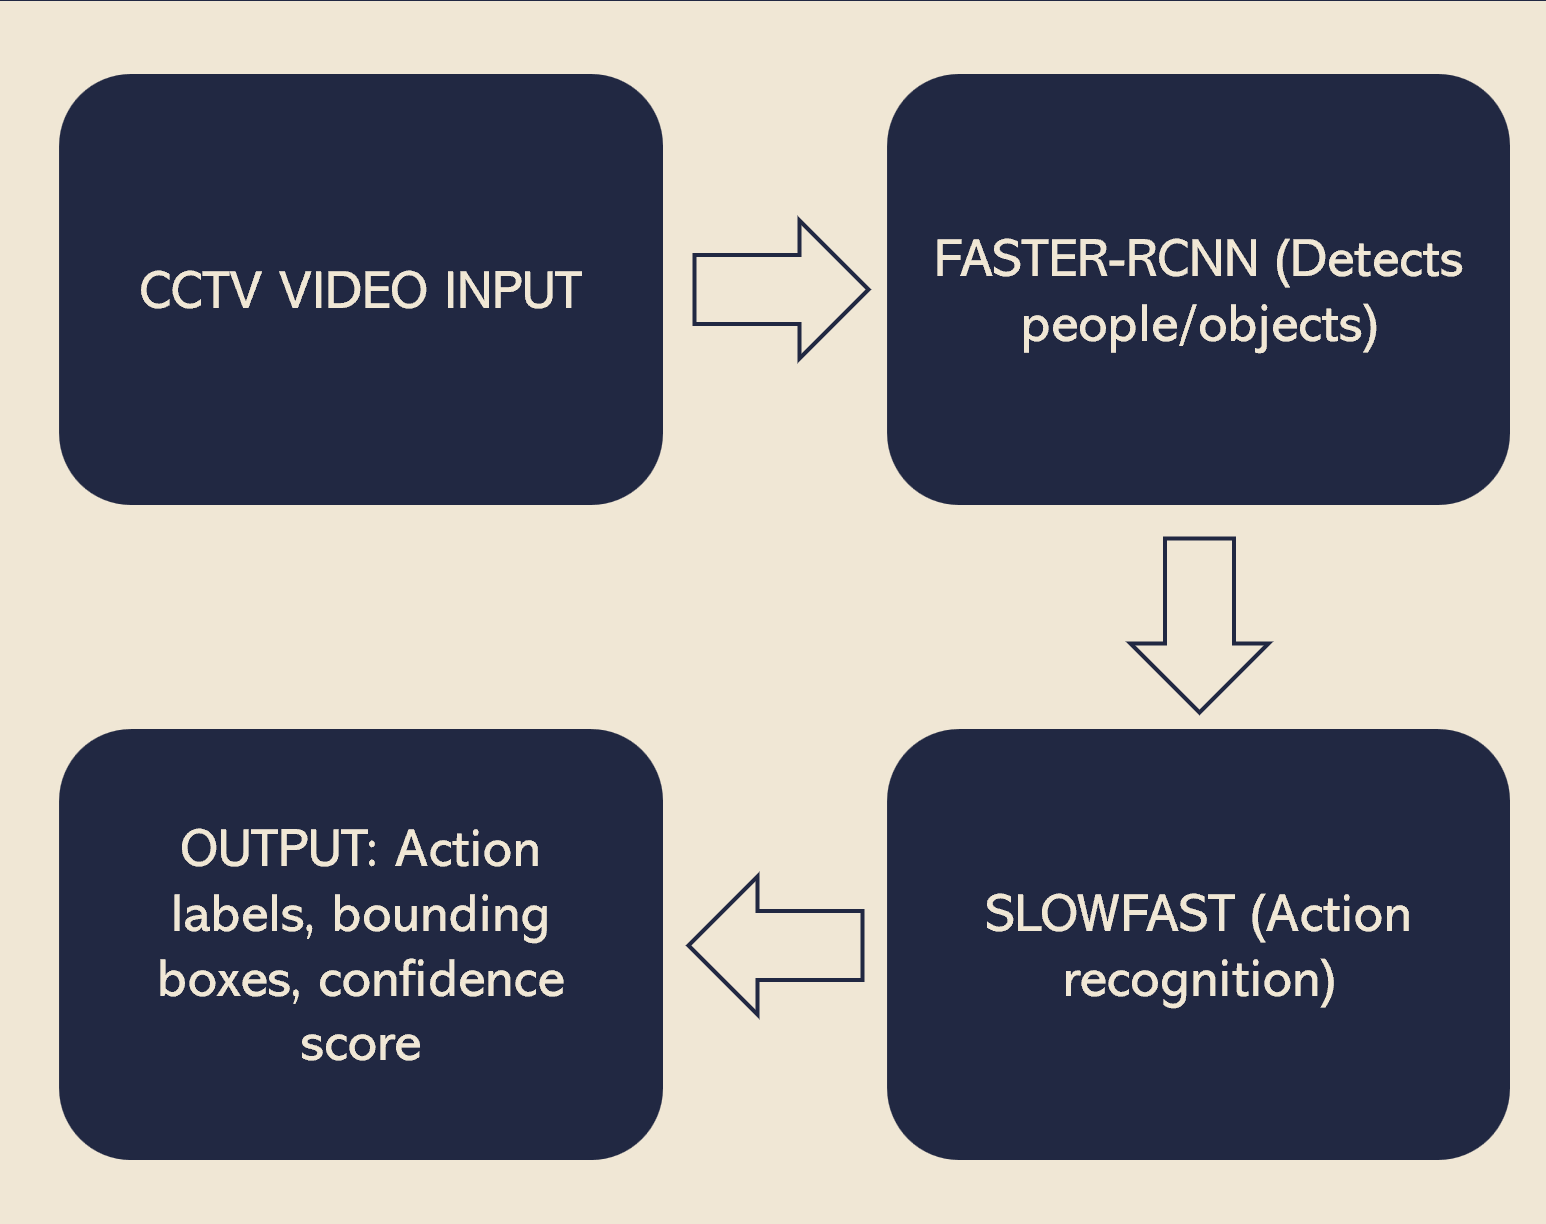 CCTV VIDEO INPUT
FASTER-RCNN (Detects
people/objects)
SLOWFAST (Action
recognition)
OUTPUT: Action
labels, bounding
boxes, confidence
score